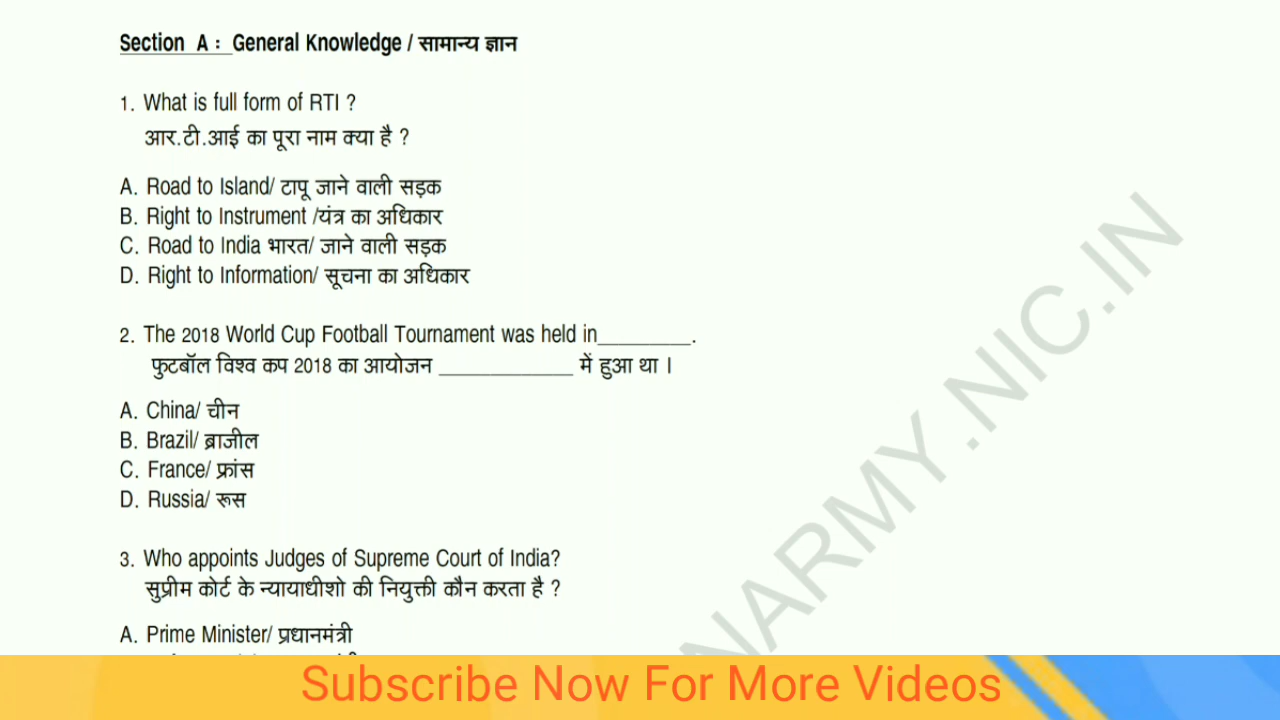 Section A : General Knowledge / सामान्य ज्ञान
1. What is full form of RTI ?
आर.टी.आई का पूरा नाम क्या है ?
A. Road to Island/ टापू जाने वाली सड़क
B. Right to Instrument /यंत्र का अधिकार
C. Road to India भारत/ जाने वाली सड़क
D. Right to Information/ सूचना का अधिकार
2. The 2018 World Cup Football Tournament was held in_________.
फुटबॉल विश्व कप 2018 का आयोजन _____________ में हुआ था ।
A. China/ चीन
B. Brazil/ ब्राजील
C. France/ फ्रांस
D. Russia/ रूस
3. Who appoints Judges of Supreme Court of India?
सुप्रीम कोर्ट के न्यायाधीशो की नियुक्ती कौन करता है ?
A. Prime Minister/ प्रधानमंत्री
NARMY.NIC.IN
Subscribe Now For More Videos